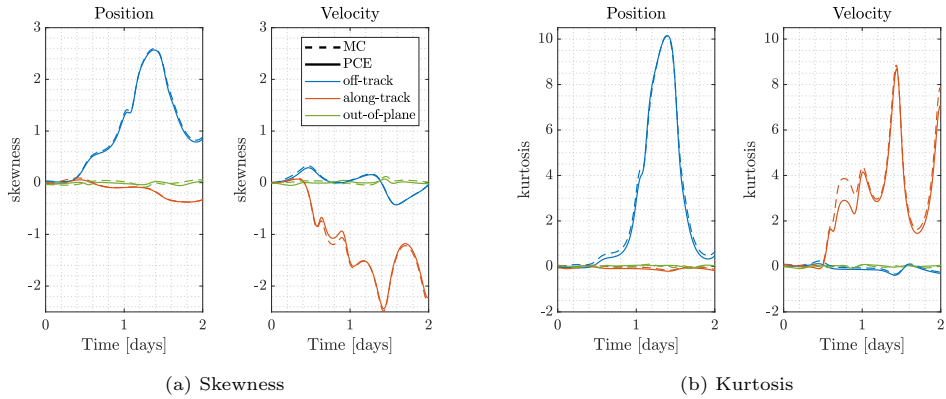 Position
Velocity
Position
Velocity
3
2
1
0
-1
-2
skewness
0
1
2
Time [days]
3
2
1
0
-1
-2
skewness
MC
PCE
off-track
along-track
out-of-plane
0
1
2
Time [days]
10
8
6
4
2
0
-2
kurtosis
0
1
2
Time [days]
10
8
6
4
2
0
-2
kurtosis
0
1
2
Time [days]
(a) Skewness
(b) Kurtosis